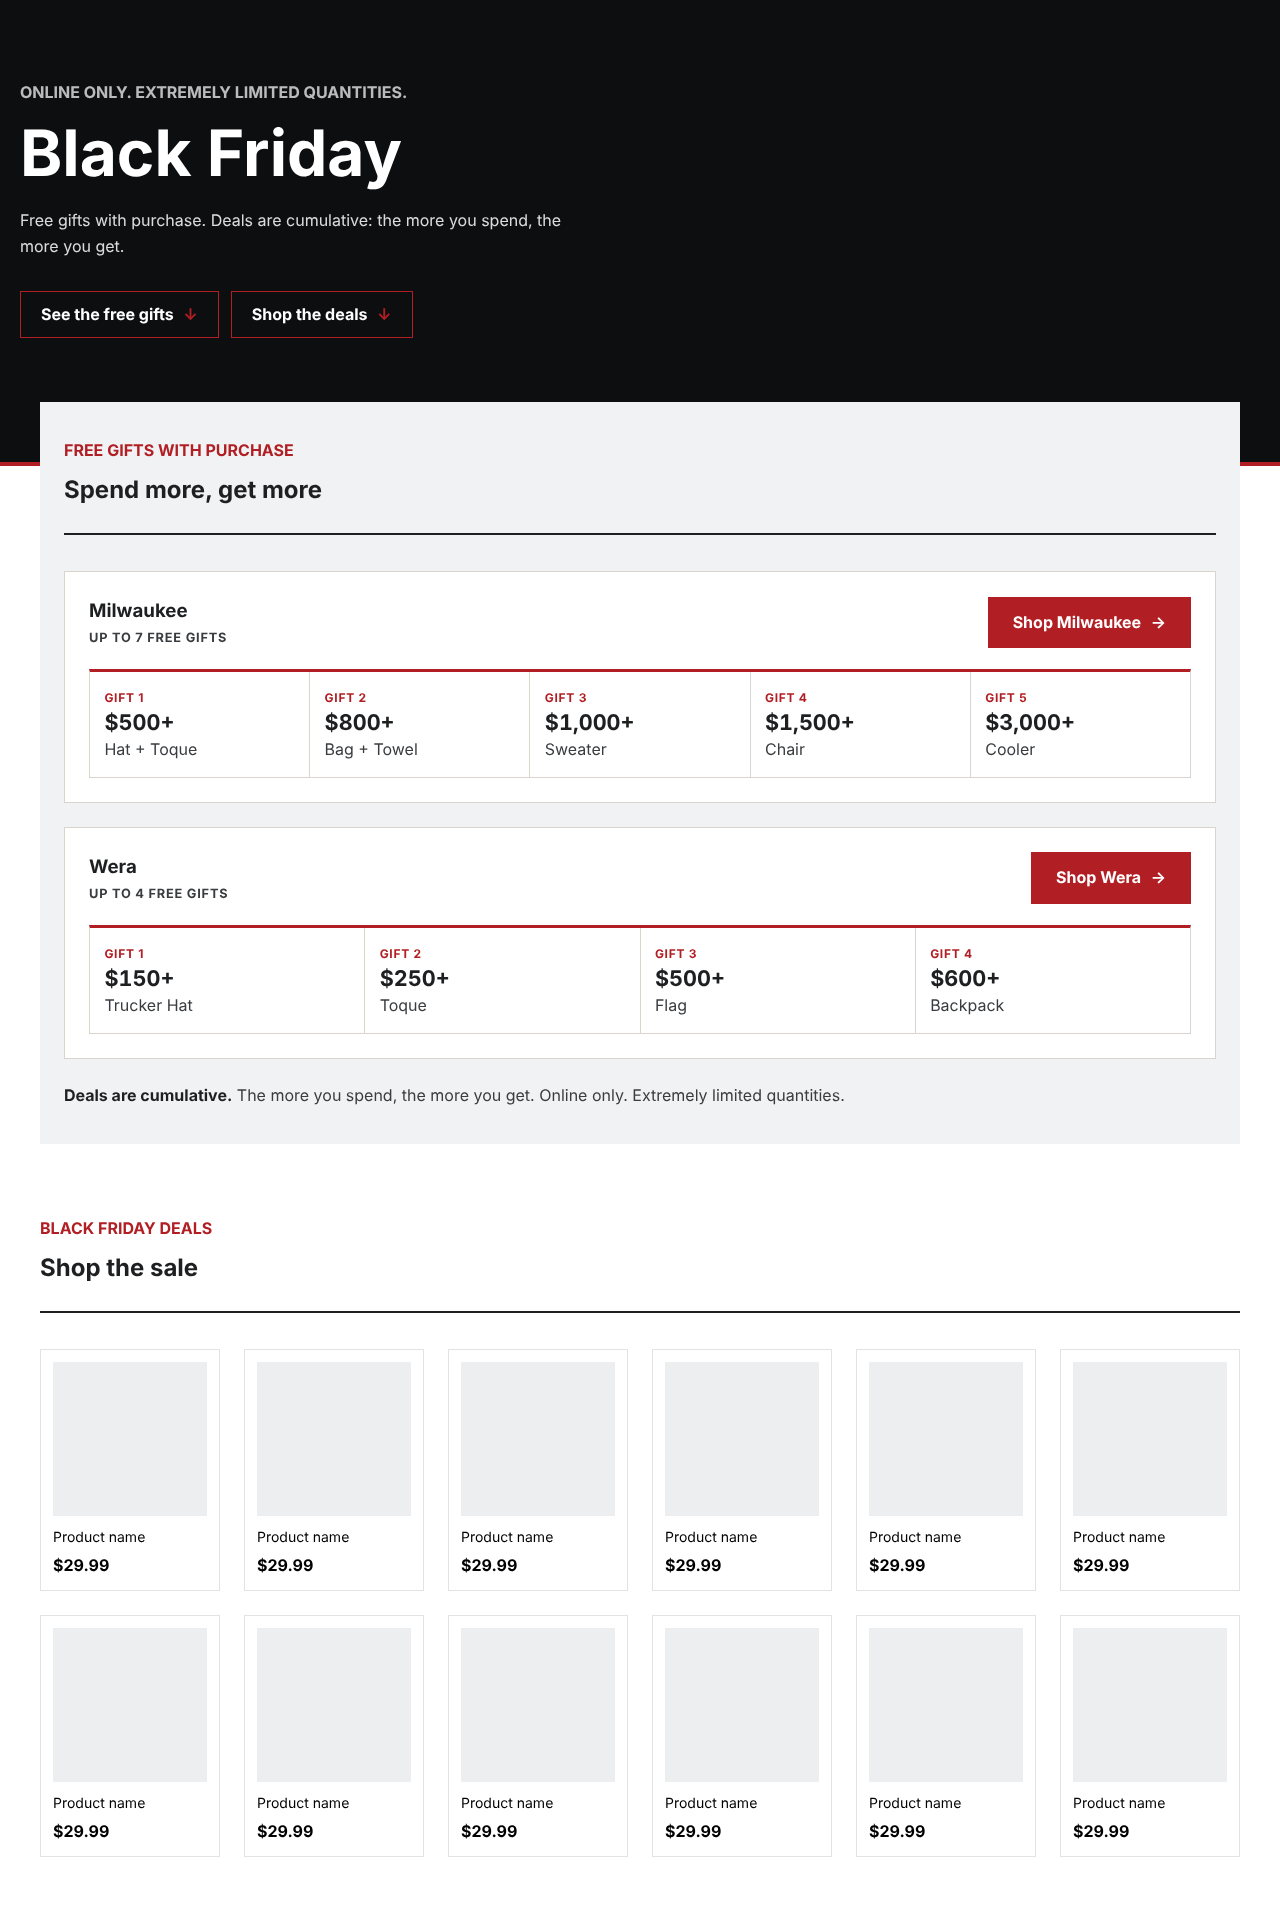 ONLINE ONLY. EXTREMELY LIMITED QUANTITIES.
Black Friday
Free gifts with purchase. Deals are cumulative: the more you spend, the
more you get.
See the free gifts ↓
Shop the deals ↓
FREE GIFTS WITH PURCHASE
Spend more, get more
Milwaukee
UP TO 7 FREE GIFTS
Shop Milwaukee →
GIFT 1
$500+
Hat + Toque
GIFT 2
$800+
Bag + Towel
GIFT 3
$1,000+
Sweater
GIFT 4
$1,500+
Chair
GIFT 5
$3,000+
Cooler
Wera
UP TO 4 FREE GIFTS
Shop Wera →
GIFT 1
$150+
Trucker Hat
GIFT 2
$250+
Toque
GIFT 3
$500+
Flag
GIFT 4
$600+
Backpack
Deals are cumulative. The more you spend, the more you get. Online only. Extremely limited quantities.
BLACK FRIDAY DEALS
Shop the sale
Product name
$29.99
Product name
$29.99
Product name
$29.99
Product name
$29.99
Product name
$29.99
Product name
$29.99
Product name
$29.99
Product name
$29.99
Product name
$29.99
Product name
$29.99
Product name
$29.99
Product name
$29.99